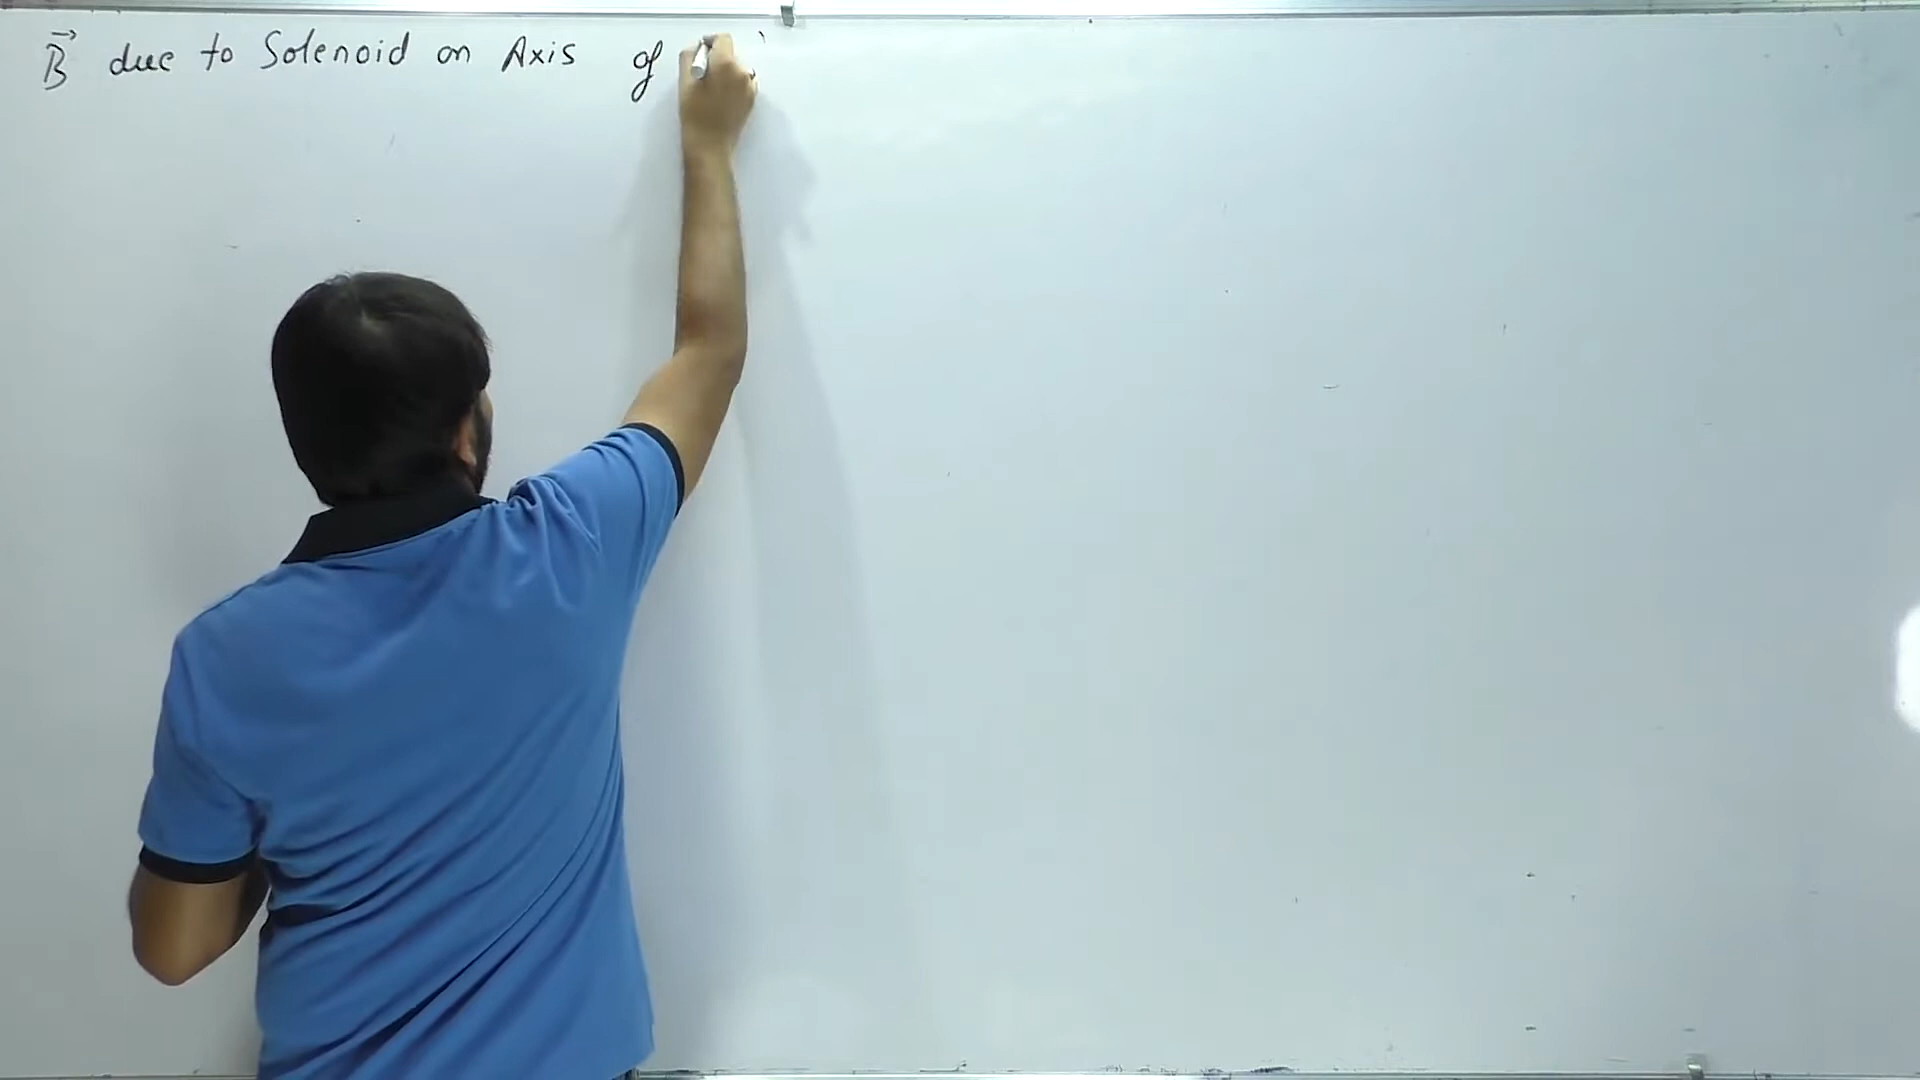 B⃗ due to Solenoid on Axis of